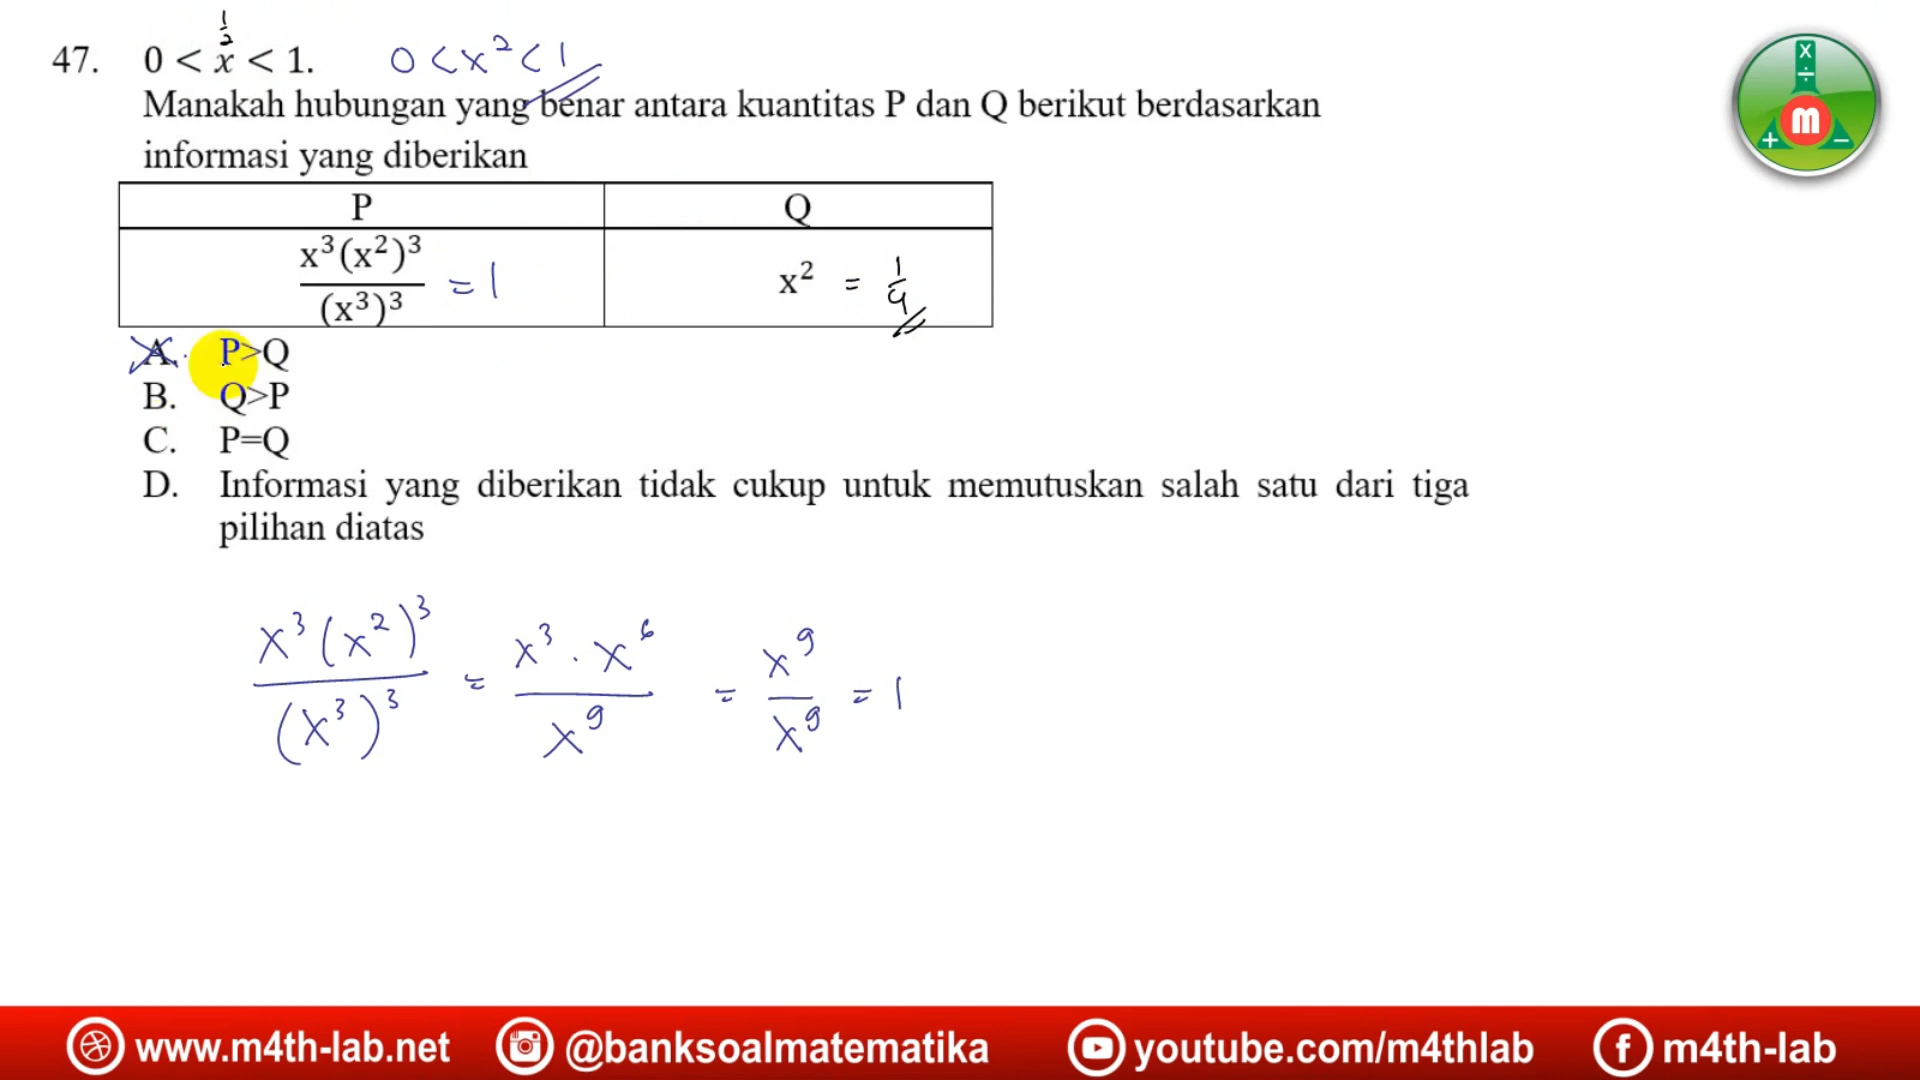 1/2
47. 0 < x < 1. 0 < x² < 1
Manakah hubungan yang benar antara kuantitas P dan Q berikut berdasarkan
informasi yang diberikan
P Q
x³(x²)³/(x³)³ = 1 x² = 1/4
A. P>Q
B. Q>P
C. P=Q
D. Informasi yang diberikan tidak cukup untuk memutuskan salah satu dari tiga
pilihan diatas
x³(x²)³/(x³)³ = x³ . x⁶/x⁹ = x⁹/x⁹ = 1
x ÷ m + −
www.m4th-lab.net @banksoalmatematika youtube.com/m4thlab f m4th-lab